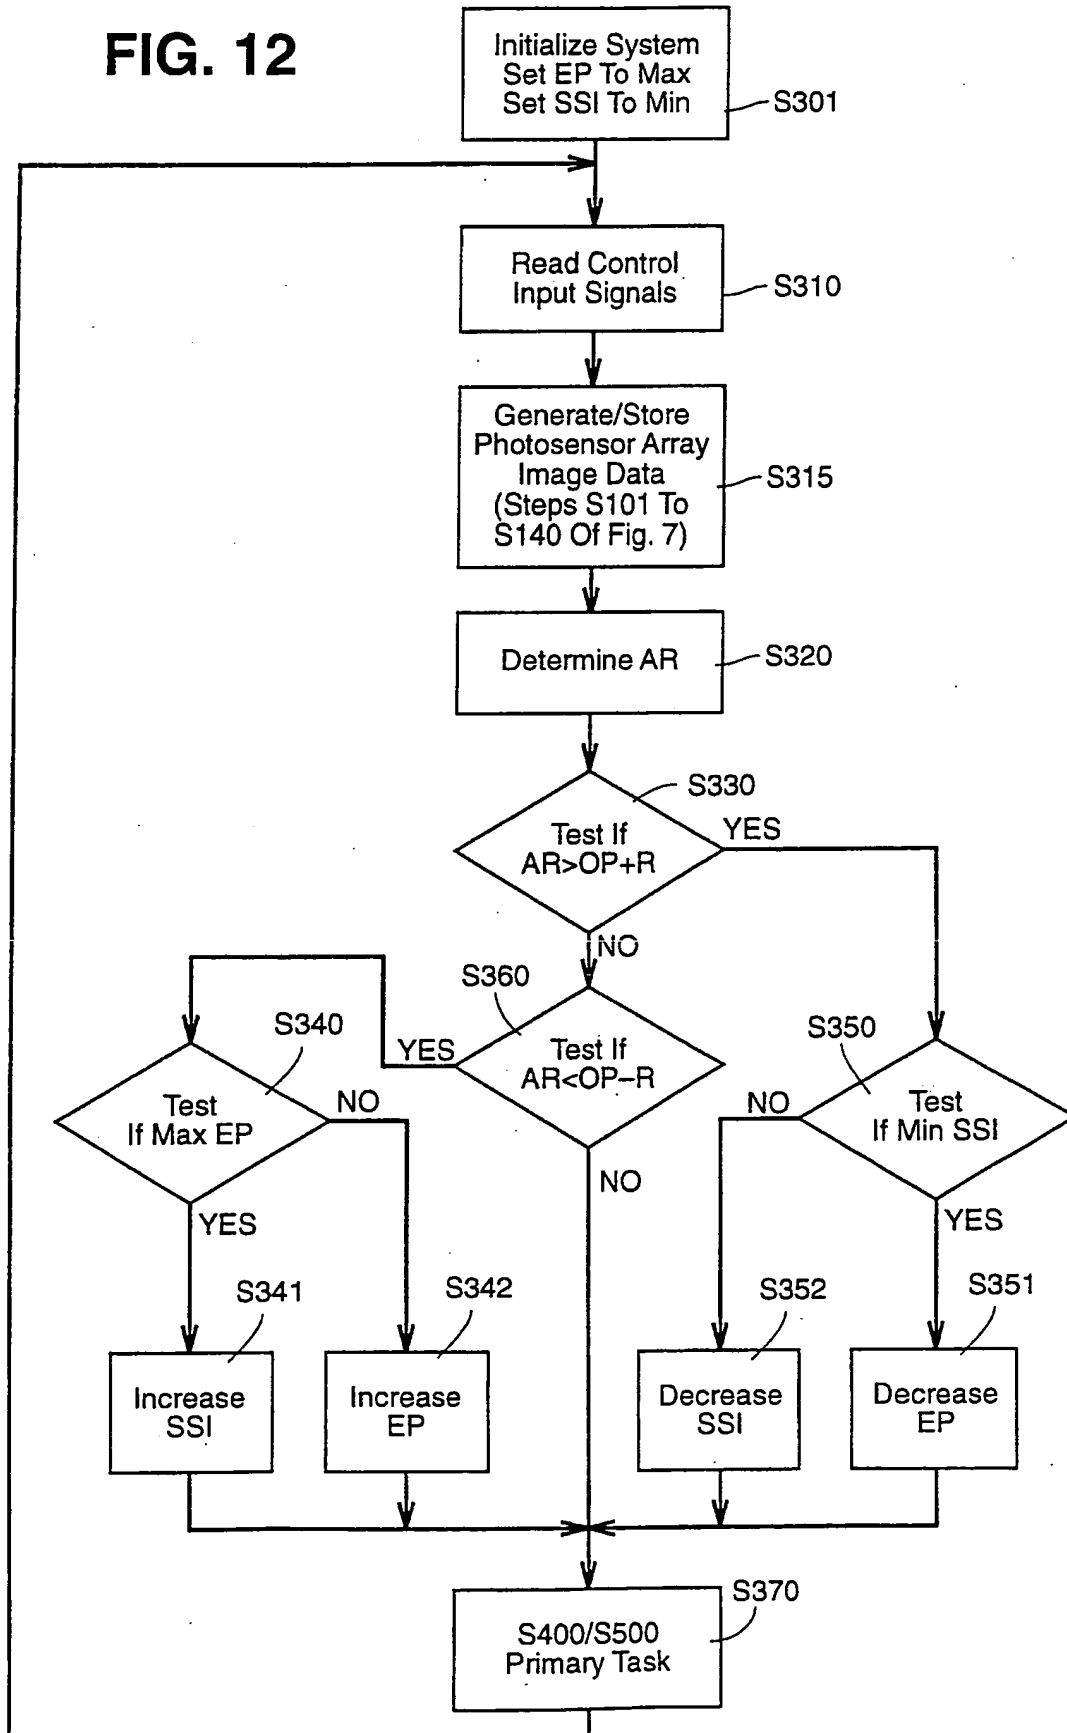 FIG. 12
Initialize System
Set EP To Max
Set SSI To Min
S301
Read Control
Input Signals
S310
Generate/Store
Photosensor Array
Image Data
(Steps S101 To
S140 Of Fig. 7)
S315
Determine AR
S320
S330
Test If
AR>OP+R
YES
NO
S360
Test If
AR<OP−R
YES
NO
S340
Test
If Max EP
NO
YES
S350
Test
If Min SSI
NO
YES
S341
Increase
SSI
S342
Increase
EP
S352
Decrease
SSI
S351
Decrease
EP
S370
S400/S500
Primary Task